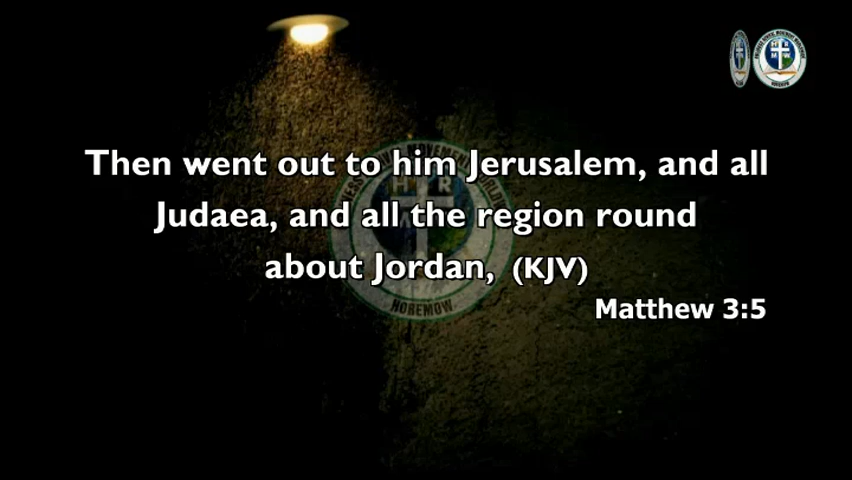 Then went out to him Jerusalem, and all
Judaea, and all the region round
about Jordan, (KJV)
Matthew 3:5
H R
M W
HOREMOW